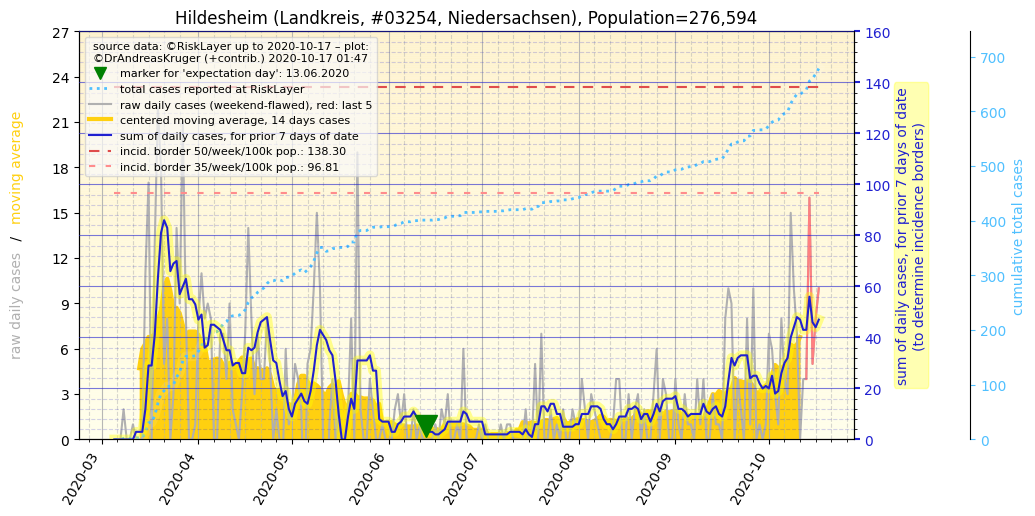 Hildesheim (Landkreis, #03254, Niedersachsen), Population=276,594
source data: ©RiskLayer up to 2020-10-17 – plot:
©DrAndreasKruger (+contrib.) 2020-10-17 01:47
marker for 'expectation day': 13.06.2020
total cases reported at RiskLayer
raw daily cases (weekend-flawed), red: last 5
centered moving average, 14 days cases
sum of daily cases, for prior 7 days of date
incid. border 50/week/100k pop.: 138.30
incid. border 35/week/100k pop.: 96.81
raw daily cases / moving average
27
24
21
18
15
12
9
6
3
0
2020-03
2020-04
2020-05
2020-06
2020-07
2020-08
2020-09
2020-10
160
140
120
100
80
60
40
20
0
sum of daily cases, for prior 7 days of date
(to determine incidence borders)
700
600
500
400
300
200
100
0
cumulative total cases